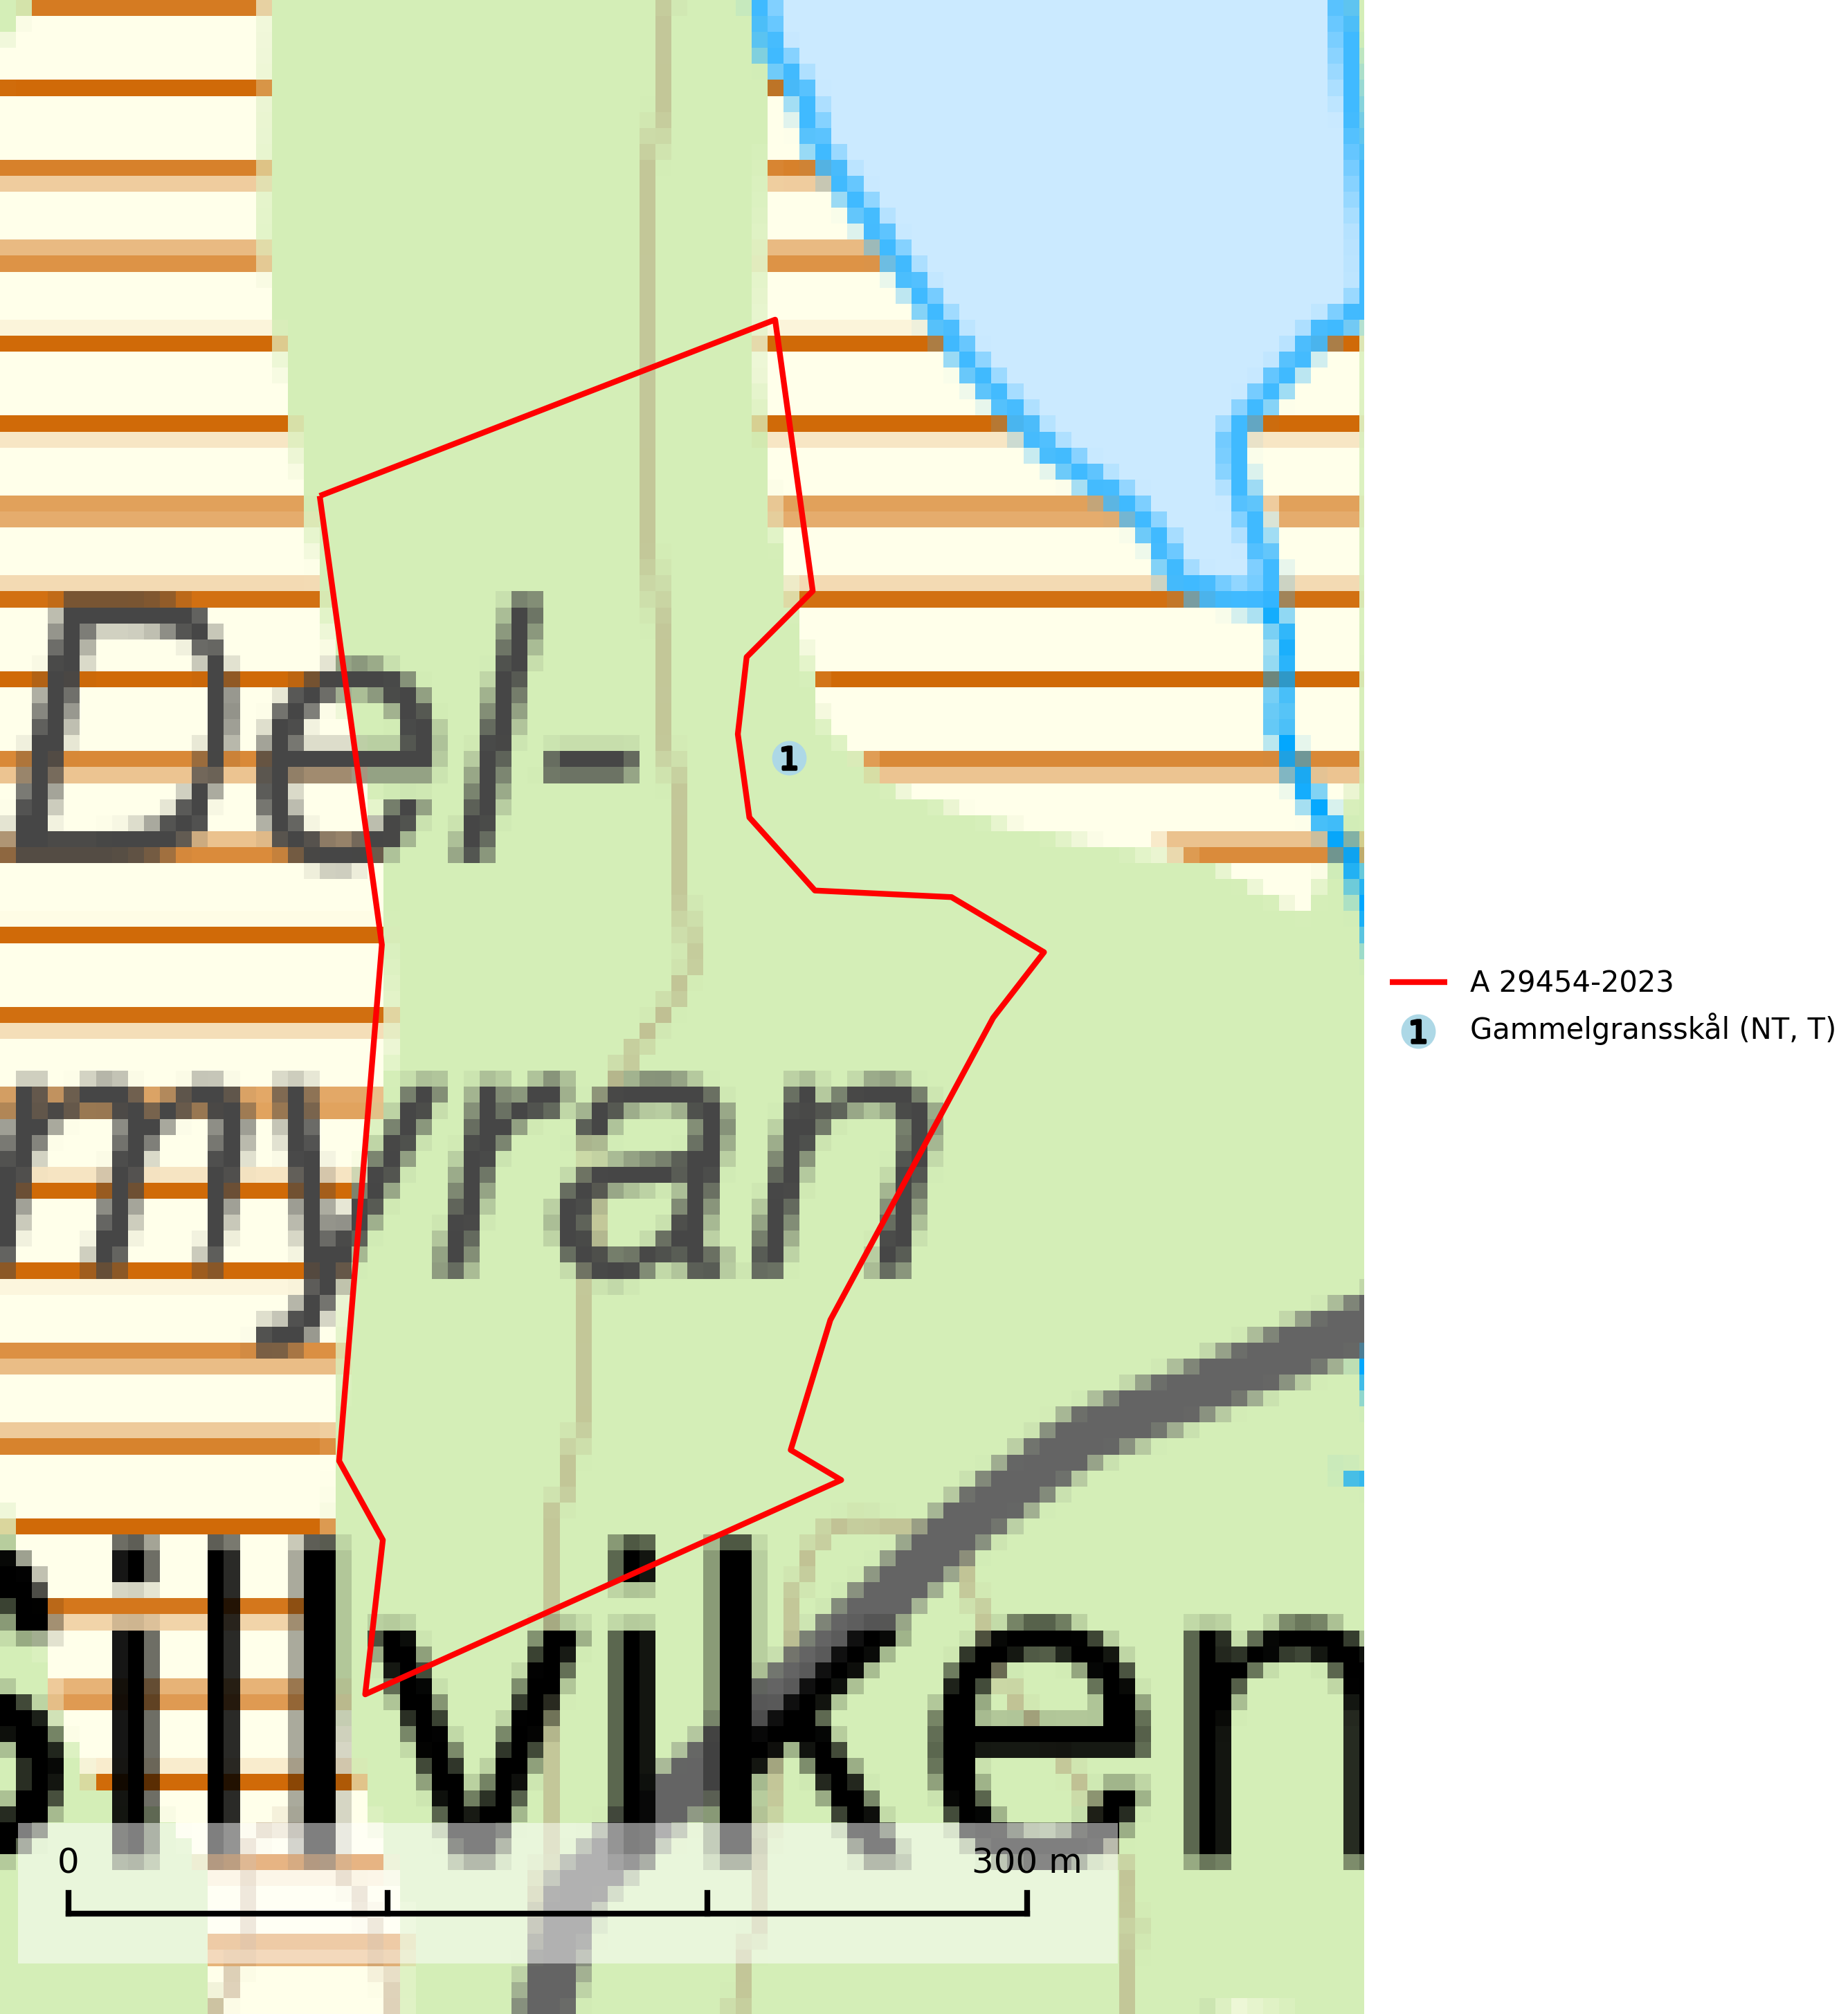 Del-
1
myran
illviken
0 300 m
A 29454-2023
1 Gammelgransskål (NT, T)